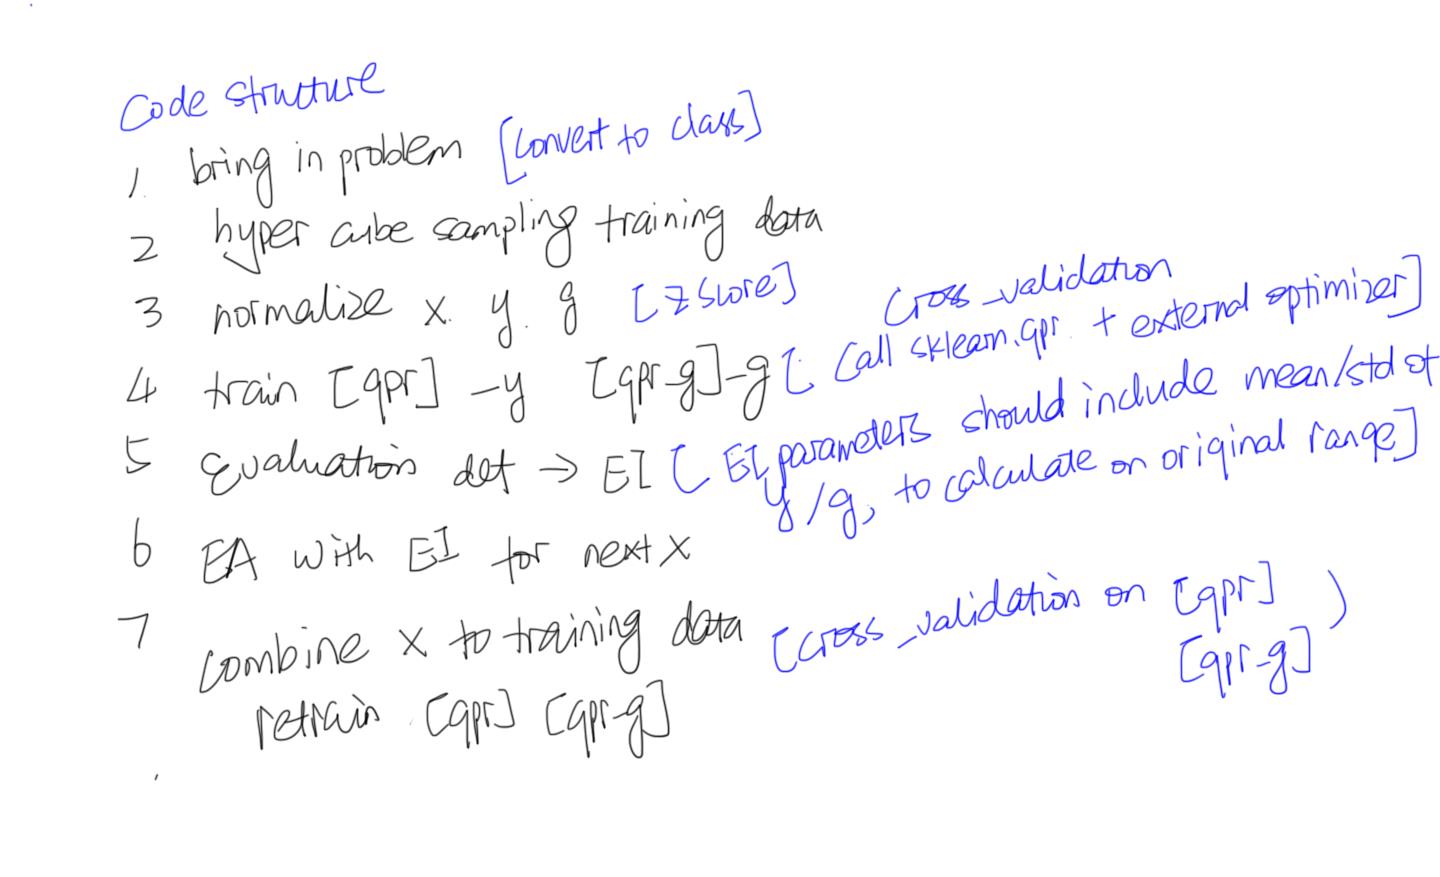 Code structure
1. bring in problem [convert to class]
2 hyper cube sampling training data
3 normalize x. y. g [zscore]
cross_validation
4 train [gpr] -y [gpr-g]-g [call sklearn.gpr + external optimizer]
5 Evaluation def → EI [EI parameters should include mean/std of
y/g, to calculate on original range]
6 EA with EI for next x
7 combine x to training data [cross_validation on [gpr] )
[gpr-g]
retrain [gpr] [gpr-g]